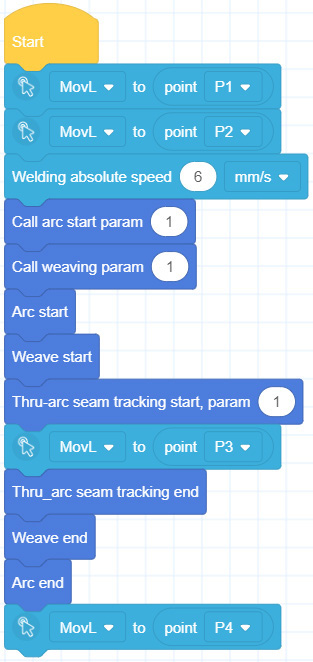 Start
MovL to point P1
MovL to point P2
Welding absolute speed 6 mm/s
Call arc start param 1
Call weaving param 1
Arc start
Weave start
Thru-arc seam tracking start, param 1
MovL to point P3
Thru_arc seam tracking end
Weave end
Arc end
MovL to point P4